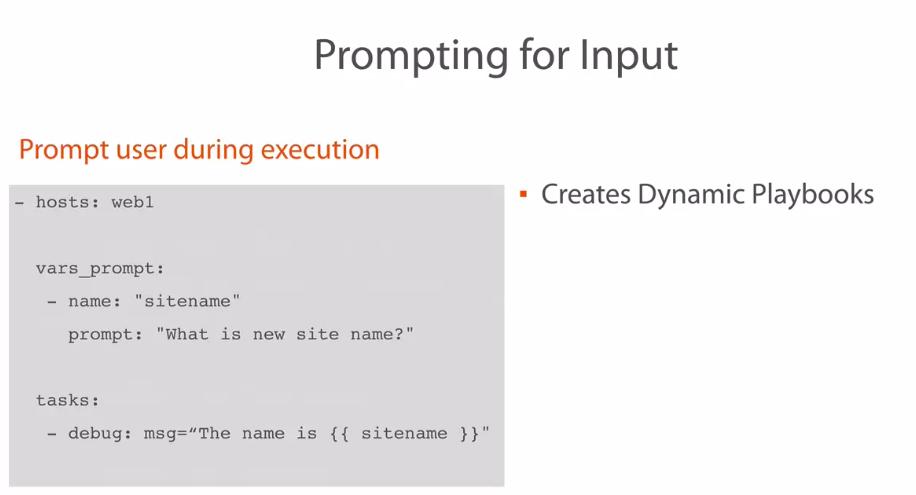 Prompting for Input
Prompt user during execution
- hosts: web1
vars_prompt:
- name: "sitename"
prompt: "What is new site name?"
tasks:
- debug: msg=“The name is {{ sitename }}"
▪ Creates Dynamic Playbooks